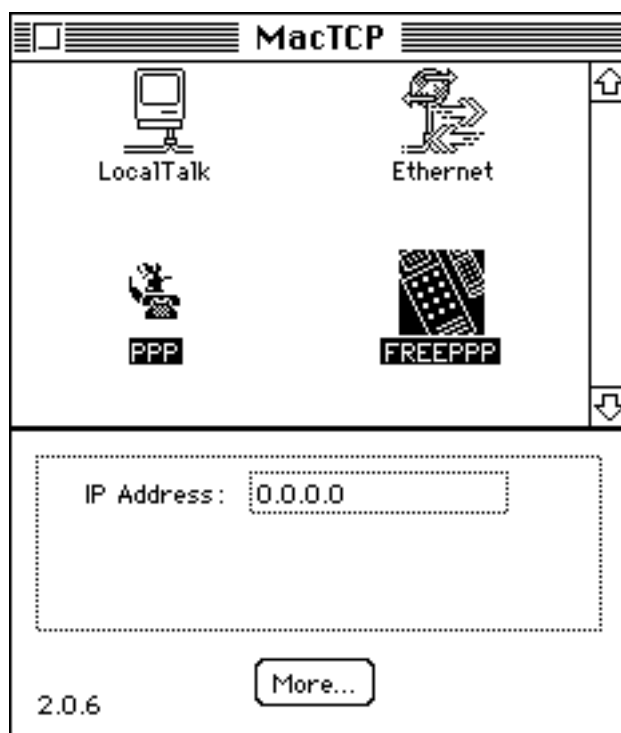 MacTCP
LocalTalk
Ethernet
PPP
FREEPPP
IP Address: 0.0.0.0
More...
2.0.6